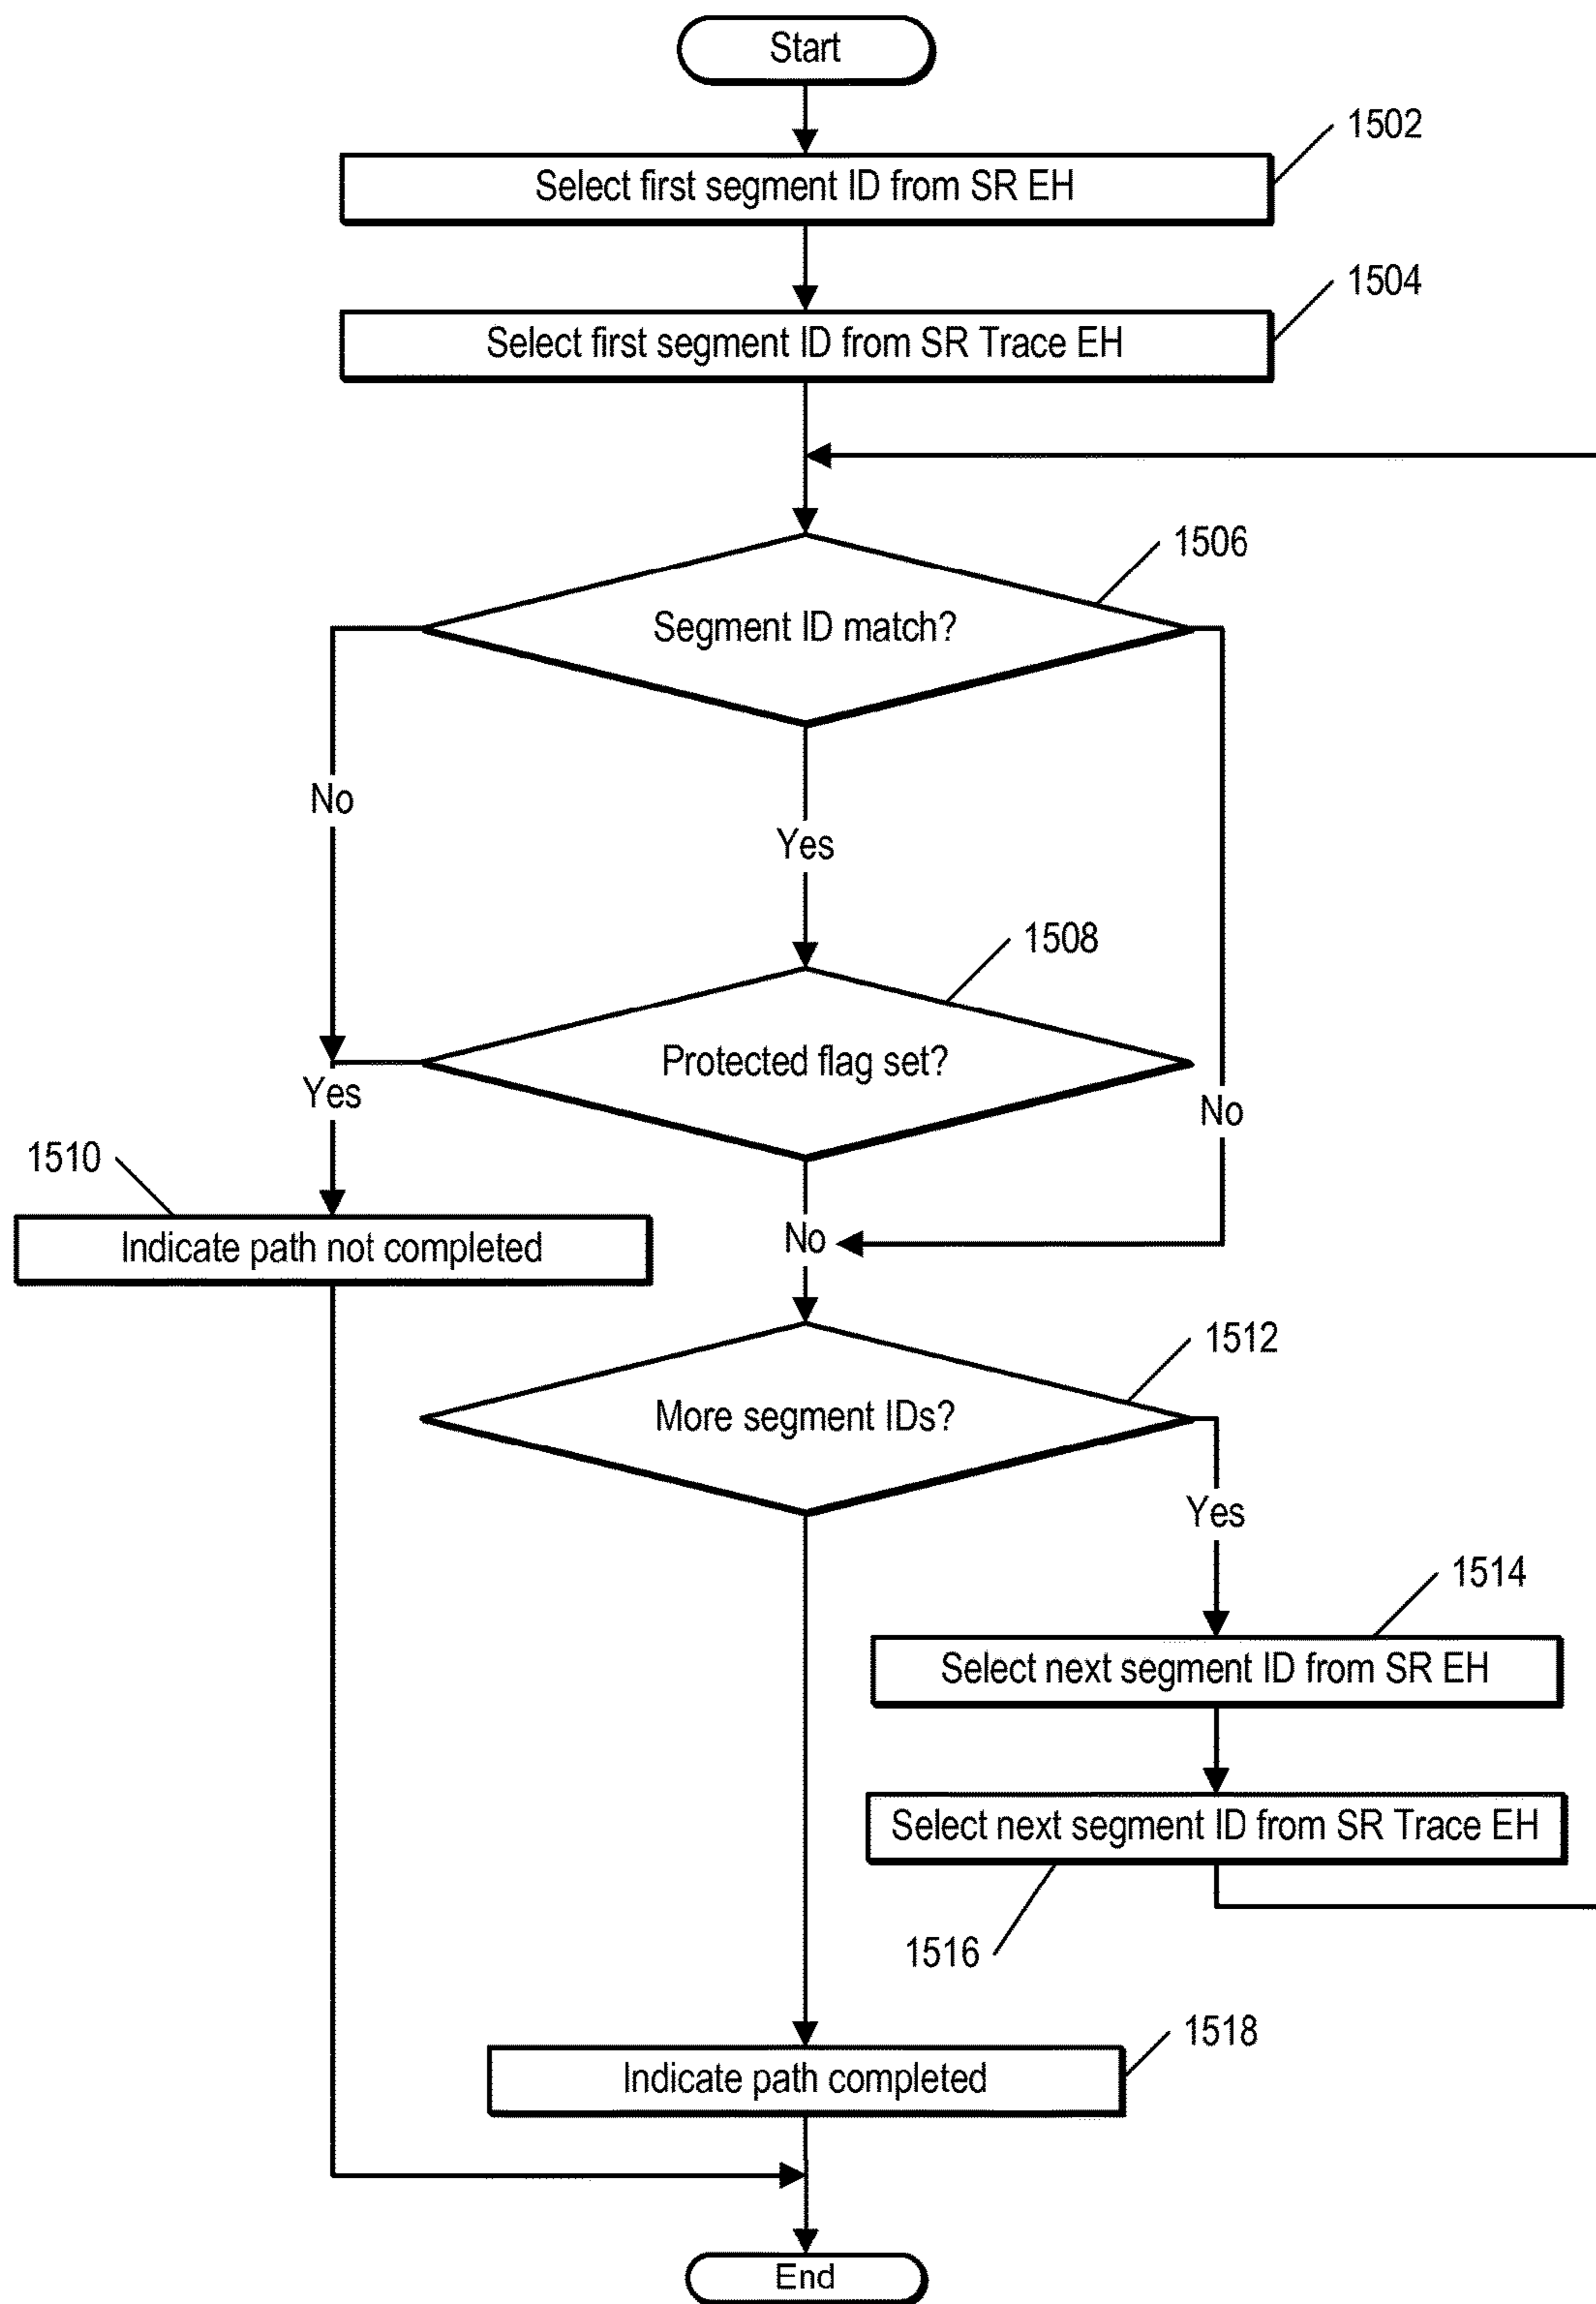 Start
1502
Select first segment ID from SR EH
1504
Select first segment ID from SR Trace EH
1506
Segment ID match?
No
Yes
1508
Protected flag set?
Yes
No
1510
Indicate path not completed
No
1512
More segment IDs?
Yes
1514
Select next segment ID from SR EH
Select next segment ID from SR Trace EH
1516
1518
Indicate path completed
End